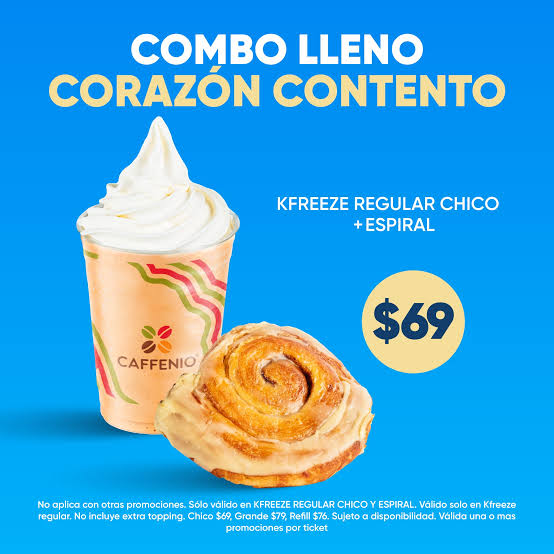 COMBO LLENO
CORAZÓN CONTENTO
KFREEZE REGULAR CHICO
+ESPIRAL
$69
CAFFENIO
No aplica con otras promociones. Sólo válido en KFREEZE REGULAR CHICO Y ESPIRAL. Válido solo en Kfreeze
regular. No incluye extra topping. Chico $69, Grande $79, Refill $76. Sujeto a disponibilidad. Válida una o mas
promociones por ticket